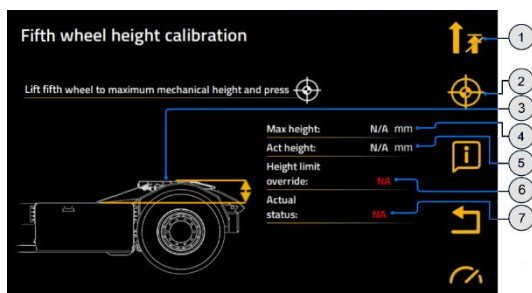 Fifth wheel height calibration
Lift fifth wheel to maximum mechanical height and press
Max height: N/A mm
Act height: N/A mm
Height limit
override: NA
Actual
status: NA
1
2
3
4
5
6
7